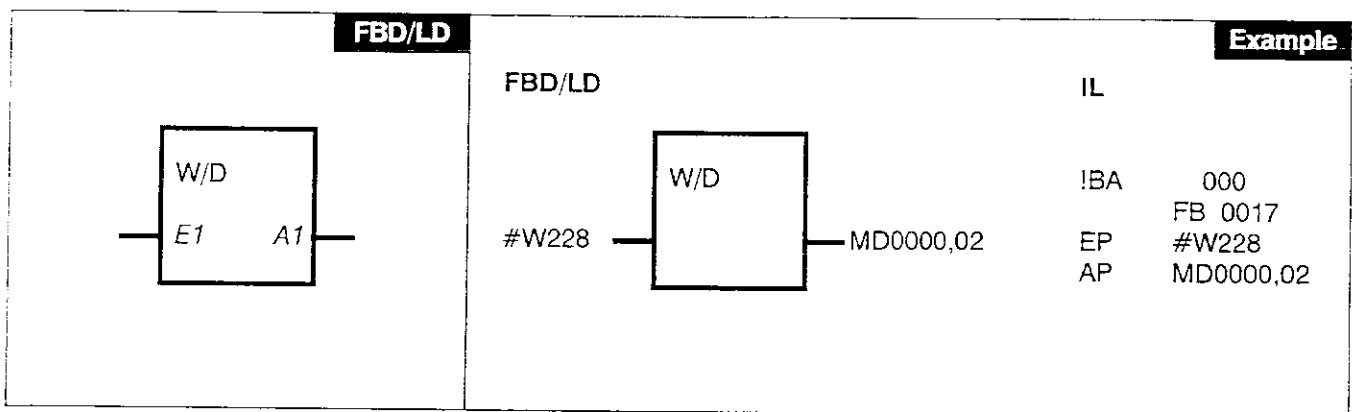 FBD/LD
W/D
E1 A1
Example
FBD/LD
W/D
#W228
MD0000,02
IL
!BA 000
FB 0017
EP #W228
AP MD0000,02